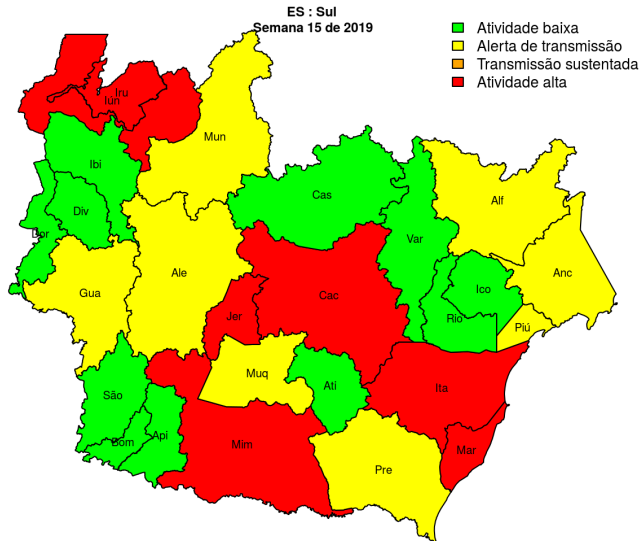 ES : Sul
Semana 15 de 2019
Atividade baixa
Alerta de transmissão
Transmissão sustentada
Atividade alta
Iru
Iún
Mun
Ibi
Cas
Alf
Div
Dor
Var
Ale
Anc
Gua
Ico
Cac
Jer
Rio
Piú
Muq
Ati
Ita
São
Api
Bom
Mim
Mar
Pre